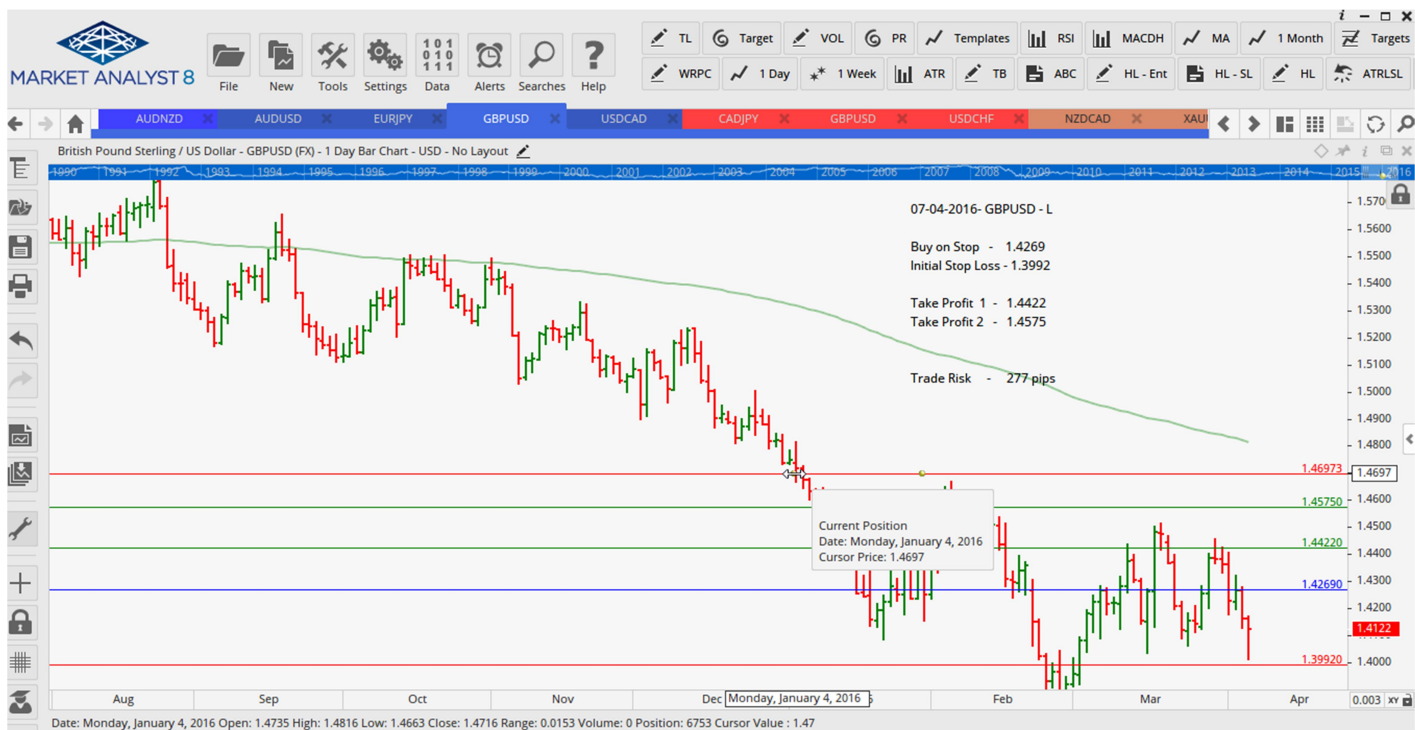 MARKET ANALYST 8
File
New
Tools
Settings
101
010
111
Data
Alerts
Searches
Help
TL
Target
VOL
PR
Templates
RSI
MACDH
MA
1 Month
Targets
WRPC
1 Day
1 Week
ATR
TB
ABC
HL - Ent
HL - SL
HL
ATRLSL
AUDNZD
AUDUSD
EURJPY
GBPUSD
USDCAD
CADJPY
GBPUSD
USDCHF
NZDCAD
XAU
British Pound Sterling / US Dollar - GBPUSD (FX) - 1 Day Bar Chart - USD - No Layout
1990 1991 1992 1993 1994 1995 1996 1997 1998 1999 2000 2001 2002 2003 2004 2005 2006 2007 2008 2009 2010 2011 2012 2013 2014 2015 2016
07-04-2016- GBPUSD - L
Buy on Stop - 1.4269
Initial Stop Loss - 1.3992
Take Profit 1 - 1.4422
Take Profit 2 - 1.4575
Trade Risk - 277 pips
1.570
1.5600
1.5500
1.5400
1.5300
1.5200
1.5100
1.5000
1.4900
1.4800
1.46973
1.4697
1.4600
1.45750
1.4500
1.44220
1.4400
1.4300
1.42690
1.4200
1.4122
1.39920
1.4000
Current Position
Date: Monday, January 4, 2016
Cursor Price: 1.4697
Aug
Sep
Oct
Nov
Dec
Monday, January 4, 2016
Feb
Mar
Apr
0.003 XY
Date: Monday, January 4, 2016 Open: 1.4735 High: 1.4816 Low: 1.4663 Close: 1.4716 Range: 0.0153 Volume: 0 Position: 6753 Cursor Value : 1.47